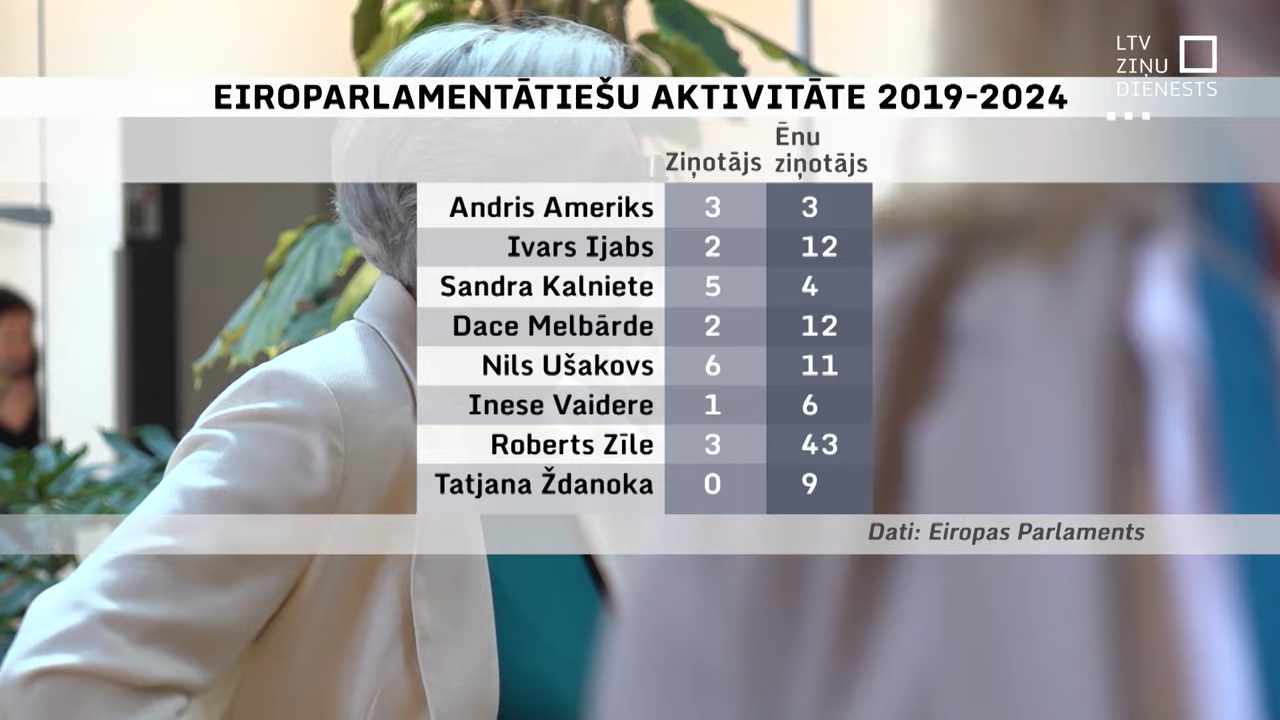 LTV
ZIŅU
DIENESTS
EIROPARLAMENTĀTIEŠU AKTIVITĀTE 2019-2024
Ziņotājs Ēnu ziņotājs
Andris Ameriks 3 3
Ivars Ijabs 2 12
Sandra Kalniete 5 4
Dace Melbārde 2 12
Nils Ušakovs 6 11
Inese Vaidere 1 6
Roberts Zīle 3 43
Tatjana Ždanoka 0 9
Dati: Eiropas Parlaments